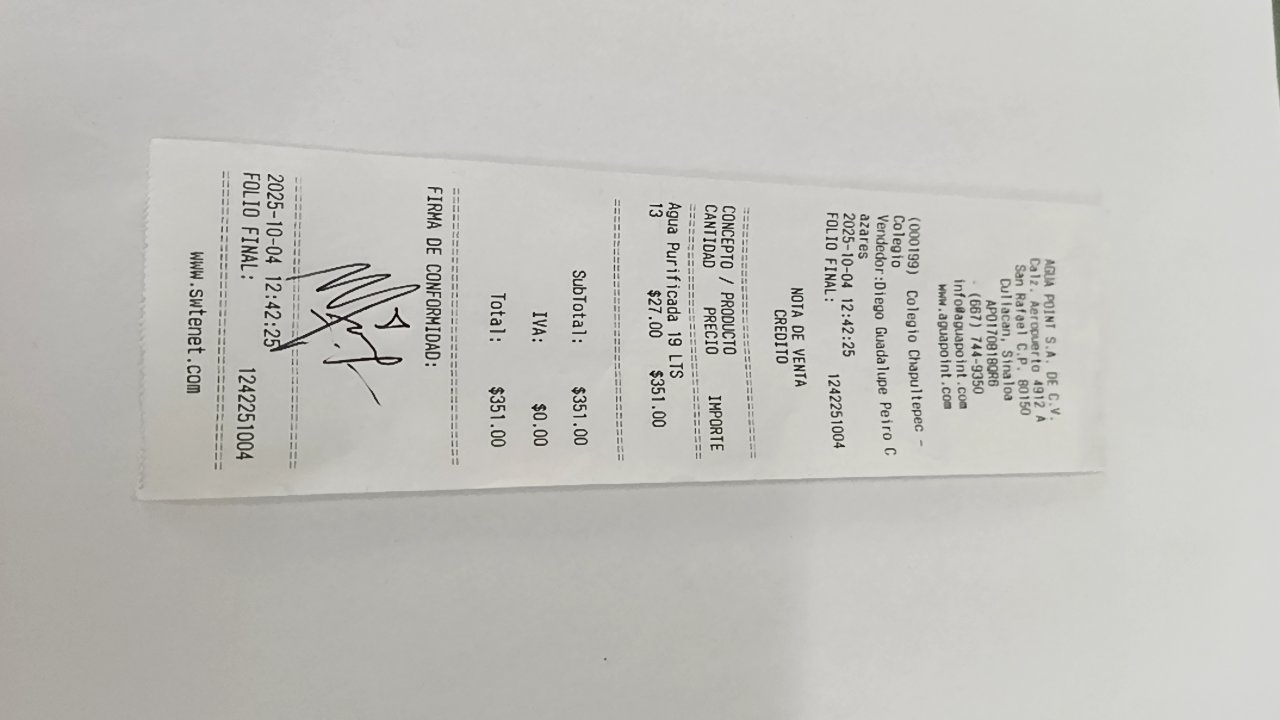 AGUA POINT S.A. DE C.V.
Calz. Aeropuerto 4912 A
San Rafael C.P. 80150
Culiacan, Sinaloa
APO170818QR6
(667) 744-9350
info@aguapoint.com
www.aguapoint.com
(000199) Colegio Chapultepec -
Colegio
Vendedor:Diego Guadalupe Peiro C
azares
2025-10-04 12:42:25
FOLIO FINAL: 1242251004
NOTA DE VENTA
CREDITO
CONCEPTO / PRODUCTO
CANTIDAD PRECIO IMPORTE
Agua Purificada 19 LTS
13 $27.00 $351.00
SubTotal: $351.00
IVA: $0.00
Total: $351.00
FIRMA DE CONFORMIDAD:
2025-10-04 12:42:25
FOLIO FINAL: 1242251004
www.swtenet.com